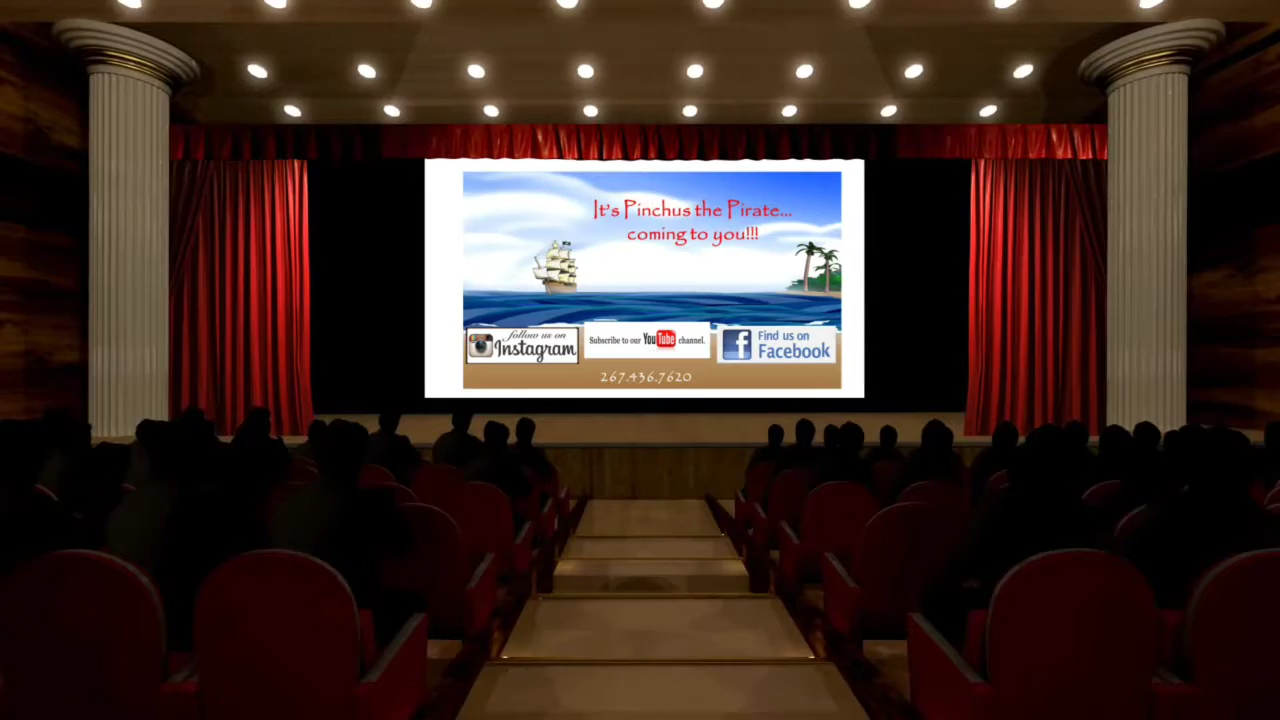 It's Pinchus the Pirate...
coming to you!!!
follow us on
Instagram
Subscribe to our YouTube channel.
Find us on
Facebook
267.436.7620